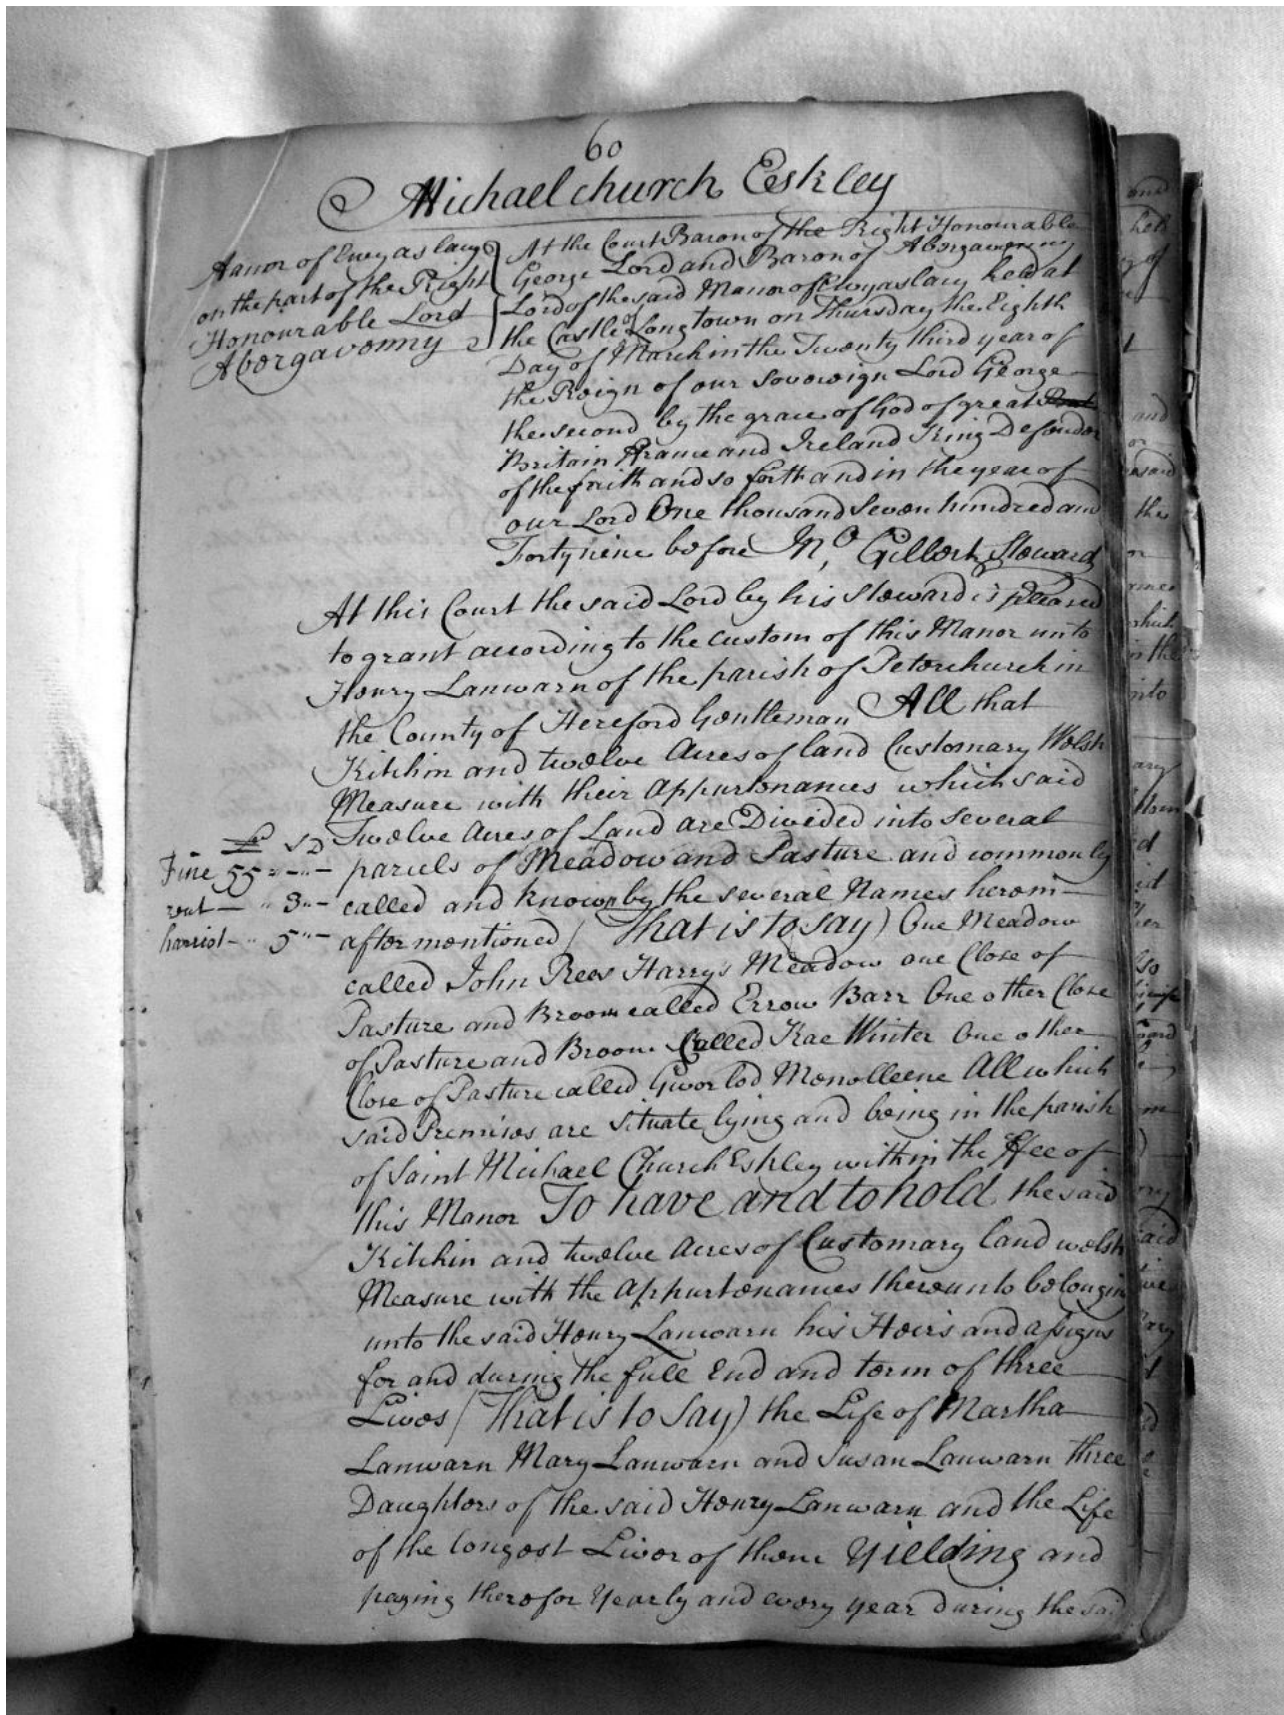 60
Michaelchurch Eskley
Manor of Ewyas lacy
on the part of the Right
Honourable Lord
Abergavenny
At the Court Baron of the Right Honourable
George Lord and Baron of Abergavenny
Lord of the said Manor of Ewyas lacy held at
the Castle of Longtown on Thursday the Eighth
Day of March in the Twenty third year of
the Reign of our Sovereign Lord George
the second by the grace of God of great
Britain France and Ireland King Defender
of the faith and so forth and in the year of
our Lord One thousand Seven hundred and
Forty nine before Gilbert Steward
At this Court the said Lord by his Steward is pleased
to grant according to the custom of this Manor unto
Henry Lanwarn of the parish of Peterchurch in
the County of Hereford Gentleman All that
Kitchin and twelve Acres of land Customary Welsh
Measure with their Appurtenances which said
Twelve Acres of Land are Divided into several
parcels of Meadow and Pasture and commonly
called and known by the several Names herein
after mentioned (That is to say) One Meadow
called John Rees Harrys Meadow one Close of
Pasture and Broom called Errow Barr One other Close
of Pasture and Broom Called Kae Winter One other
Close of Pasture called Gworlod Monolleene All which
said Premises are situate lying and being in the parish
of Saint Michael Church Eskley within the ffee of
this Manor To have and to hold the said
Kitchin and twelve Acres of Customary land welsh
Measure with the Appurtenances thereunto belonging
unto the said Henry Lanwarn his Heirs and assigns
for and during the full End and term of three
Lives (That is to Say) the Life of Martha
Lanwarn Mary Lanwarn and Susan Lanwarn three
Daughters of the said Henry Lanwarn and the Life
of the longest Liver of them Yielding and
paying therefor Yearly and every year During the said
£ s D
Fine 55 " - " -
rent - " 3 " -
harriot - " 5 " -